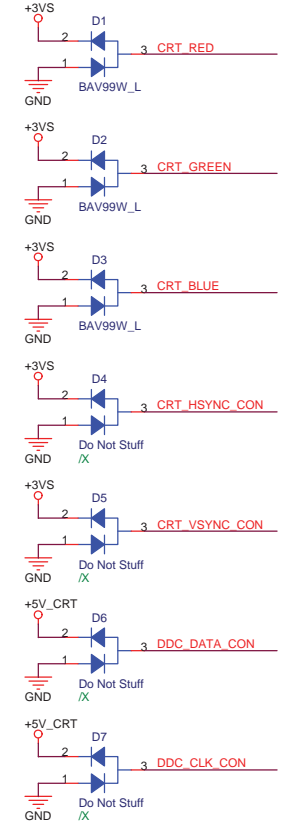 +3VS
D1
2
3 CRT_RED
1
BAV99W_L
GND
+3VS
D2
2
3 CRT_GREEN
1
BAV99W_L
GND
+3VS
D3
2
3 CRT_BLUE
1
BAV99W_L
GND
+3VS
D4
2
3 CRT_HSYNC_CON
1
Do Not Stuff
GND /X
+3VS
D5
2
3 CRT_VSYNC_CON
1
Do Not Stuff
GND /X
+5V_CRT
D6
2
3 DDC_DATA_CON
1
Do Not Stuff
GND /X
+5V_CRT
D7
2
3 DDC_CLK_CON
1
Do Not Stuff
GND /X